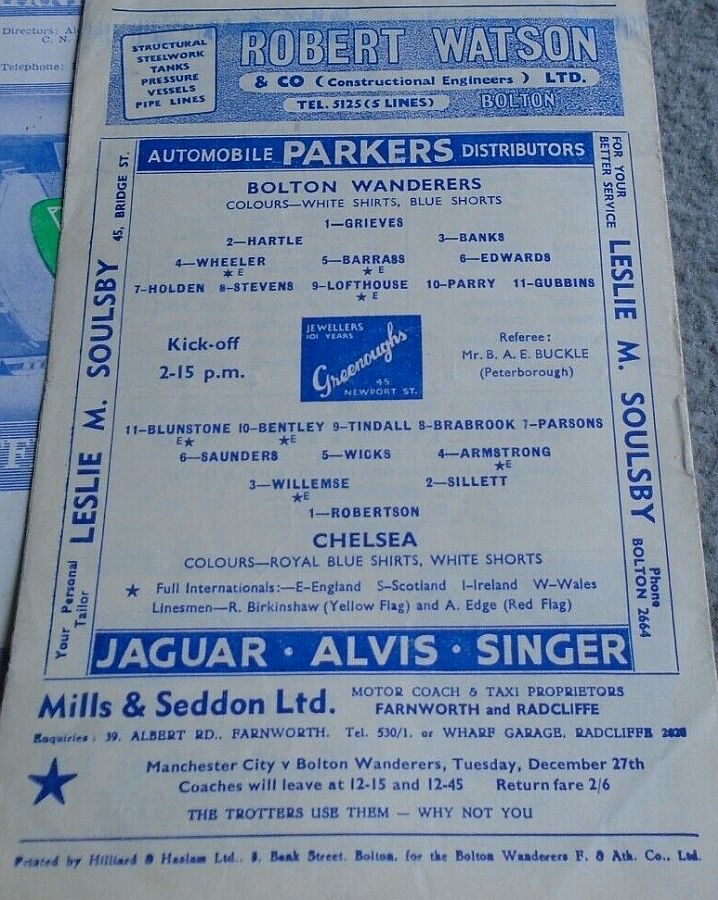 Directors: Al
C. N.
Telephone:
STRUCTURAL
STEELWORK
TANKS
PRESSURE
VESSELS
PIPE LINES
ROBERT WATSON
& CO (Constructional Engineers) LTD.
TEL. 5125 (5 LINES) BOLTON
AUTOMOBILE PARKERS DISTRIBUTORS
Your Personal Tailor LESLIE M. SOULSBY 45, BRIDGE ST.
FOR YOUR BETTER SERVICE LESLIE M. SOULSBY Phone BOLTON 2664
BOLTON WANDERERS
COLOURS—WHITE SHIRTS, BLUE SHORTS
1—GRIEVES
2—HARTLE 3—BANKS
4—WHEELER 5—BARRASS 6—EDWARDS
★ E ★ E
7-HOLDEN 8-STEVENS 9-LOFTHOUSE 10-PARRY 11-GUBBINS
★ E
Kick-off
2-15 p.m.
JEWELLERS
101 YEARS
Greenoughs
45
NEWPORT ST.
Referee:
Mr. B. A. E. BUCKLE
(Peterborough)
11-BLUNSTONE 10-BENTLEY 9-TINDALL 8-BRABROOK 7-PARSONS
E★ ★E
6—SAUNDERS 5—WICKS 4—ARMSTRONG
★E
3—WILLEMSE 2—SILLETT
★E
1—ROBERTSON
CHELSEA
COLOURS—ROYAL BLUE SHIRTS, WHITE SHORTS
★ Full Internationals:—E-England S-Scotland I-Ireland W-Wales
Linesmen—R. Birkinshaw (Yellow Flag) and A. Edge (Red Flag)
JAGUAR · ALVIS · SINGER
Mills & Seddon Ltd. MOTOR COACH & TAXI PROPRIETORS
FARNWORTH and RADCLIFFE
Enquiries: 39, ALBERT RD., FARNWORTH. Tel. 530/1. or WHARF GARAGE, RADCLIFFE
Manchester City v Bolton Wanderers, Tuesday, December 27th
Coaches will leave at 12-15 and 12-45 Return fare 2/6
THE TROTTERS USE THEM — WHY NOT YOU
Printed by Hilliard & Haslam Ltd., Bank Street, Bolton, for the Bolton Wanderers F. & Ath. Co., Ltd.